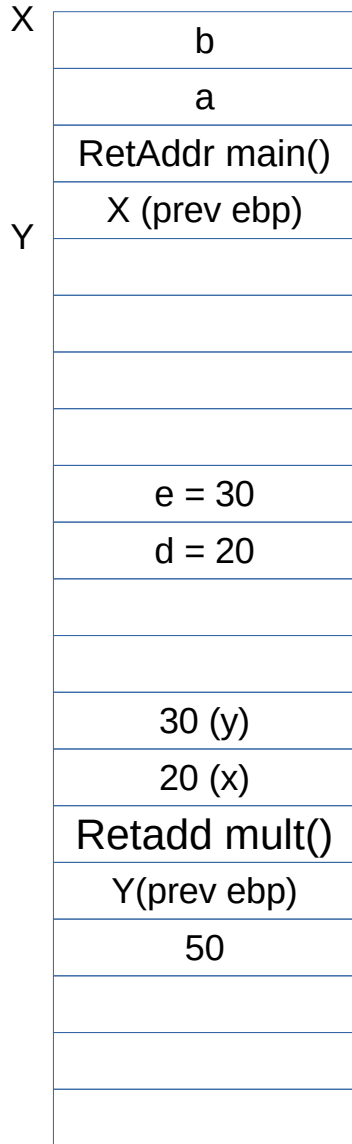 X
b
a
RetAddr main()
X (prev ebp)
Y
e = 30
d = 20
30 (y)
20 (x)
Retadd mult()
Y(prev ebp)
50